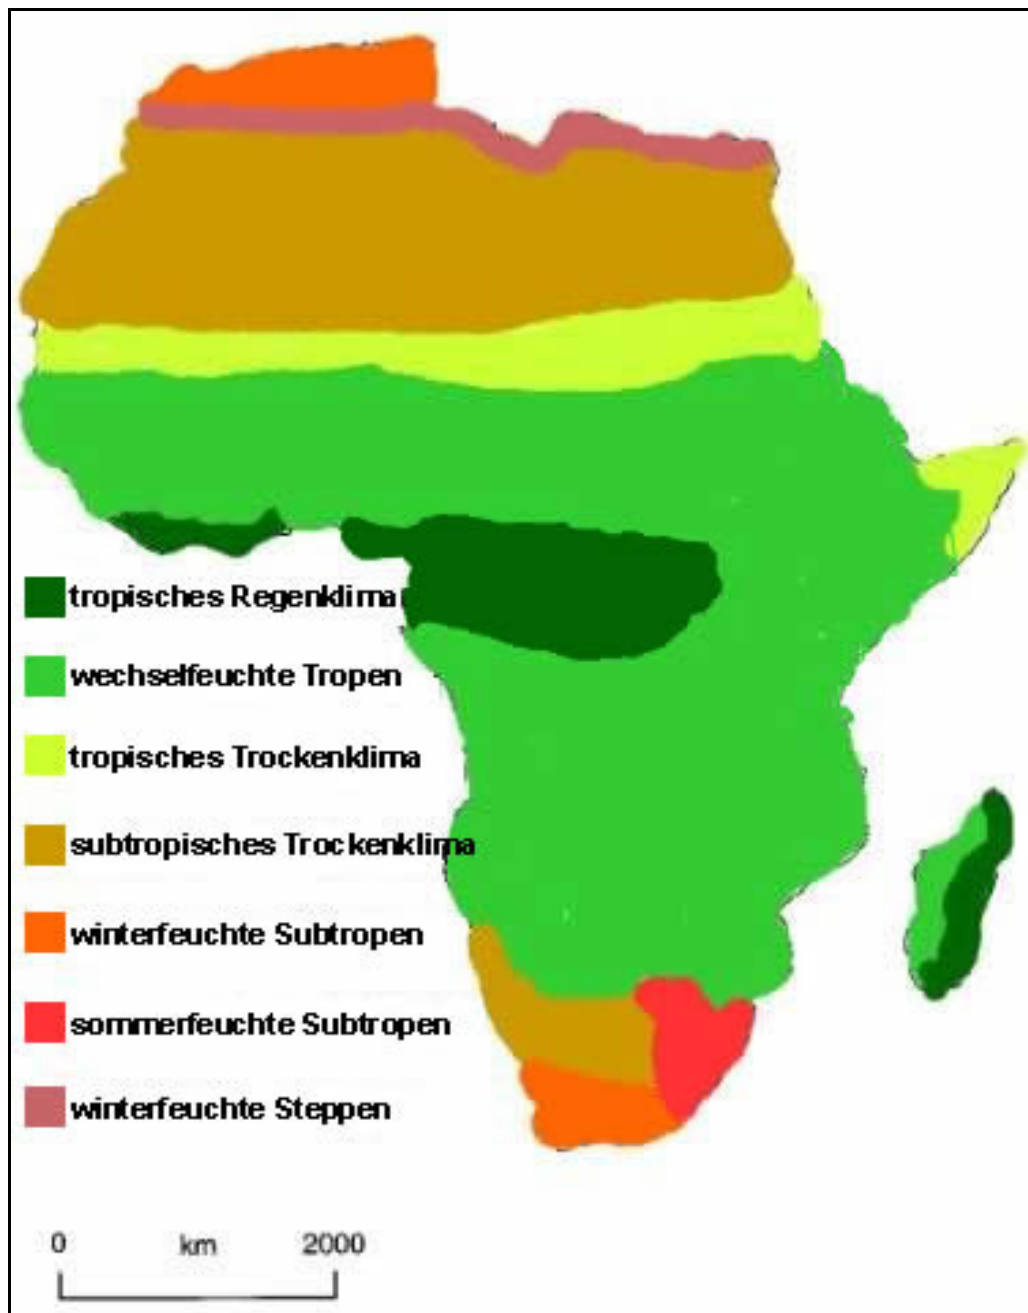 tropisches Regenklima
wechselfeuchte Tropen
tropisches Trockenklima
subtropisches Trockenklima
winterfeuchte Subtropen
sommerfeuchte Subtropen
winterfeuchte Steppen
0 km 2000